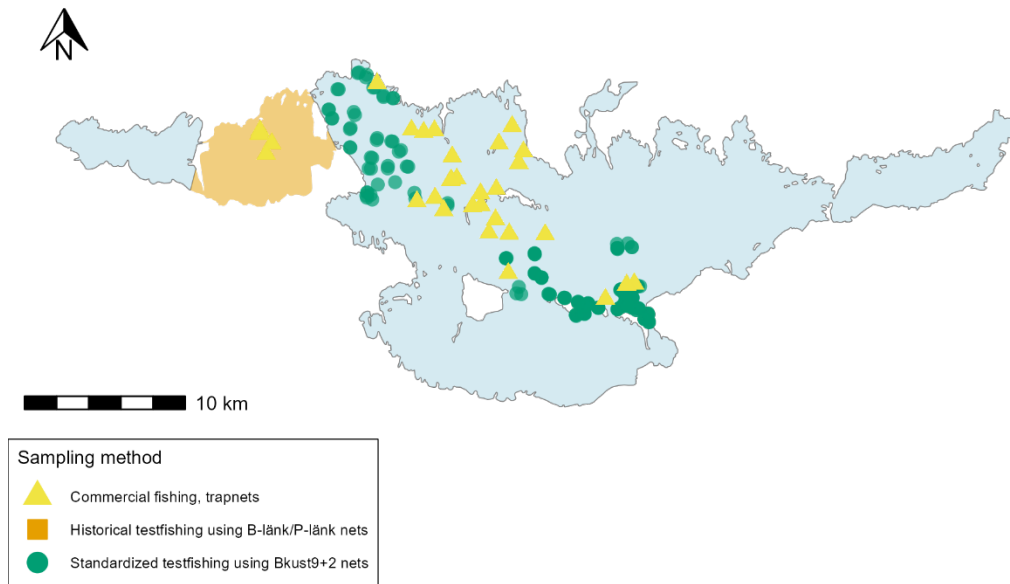 N
10 km
Sampling method
Commercial fishing, trapnets
Historical testfishing using B-länk/P-länk nets
Standardized testfishing using Bkust9+2 nets